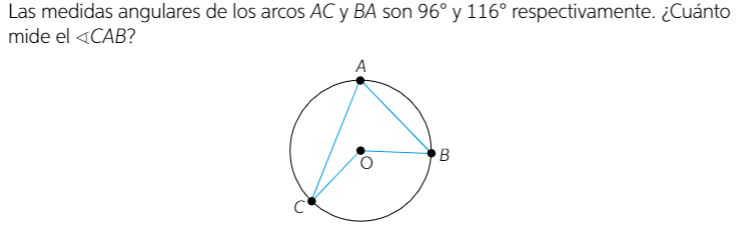 Las medidas angulares de los arcos AC y BA son 96° y 116° respectivamente. ¿Cuánto
mide el ∢CAB?
A
O
B
C